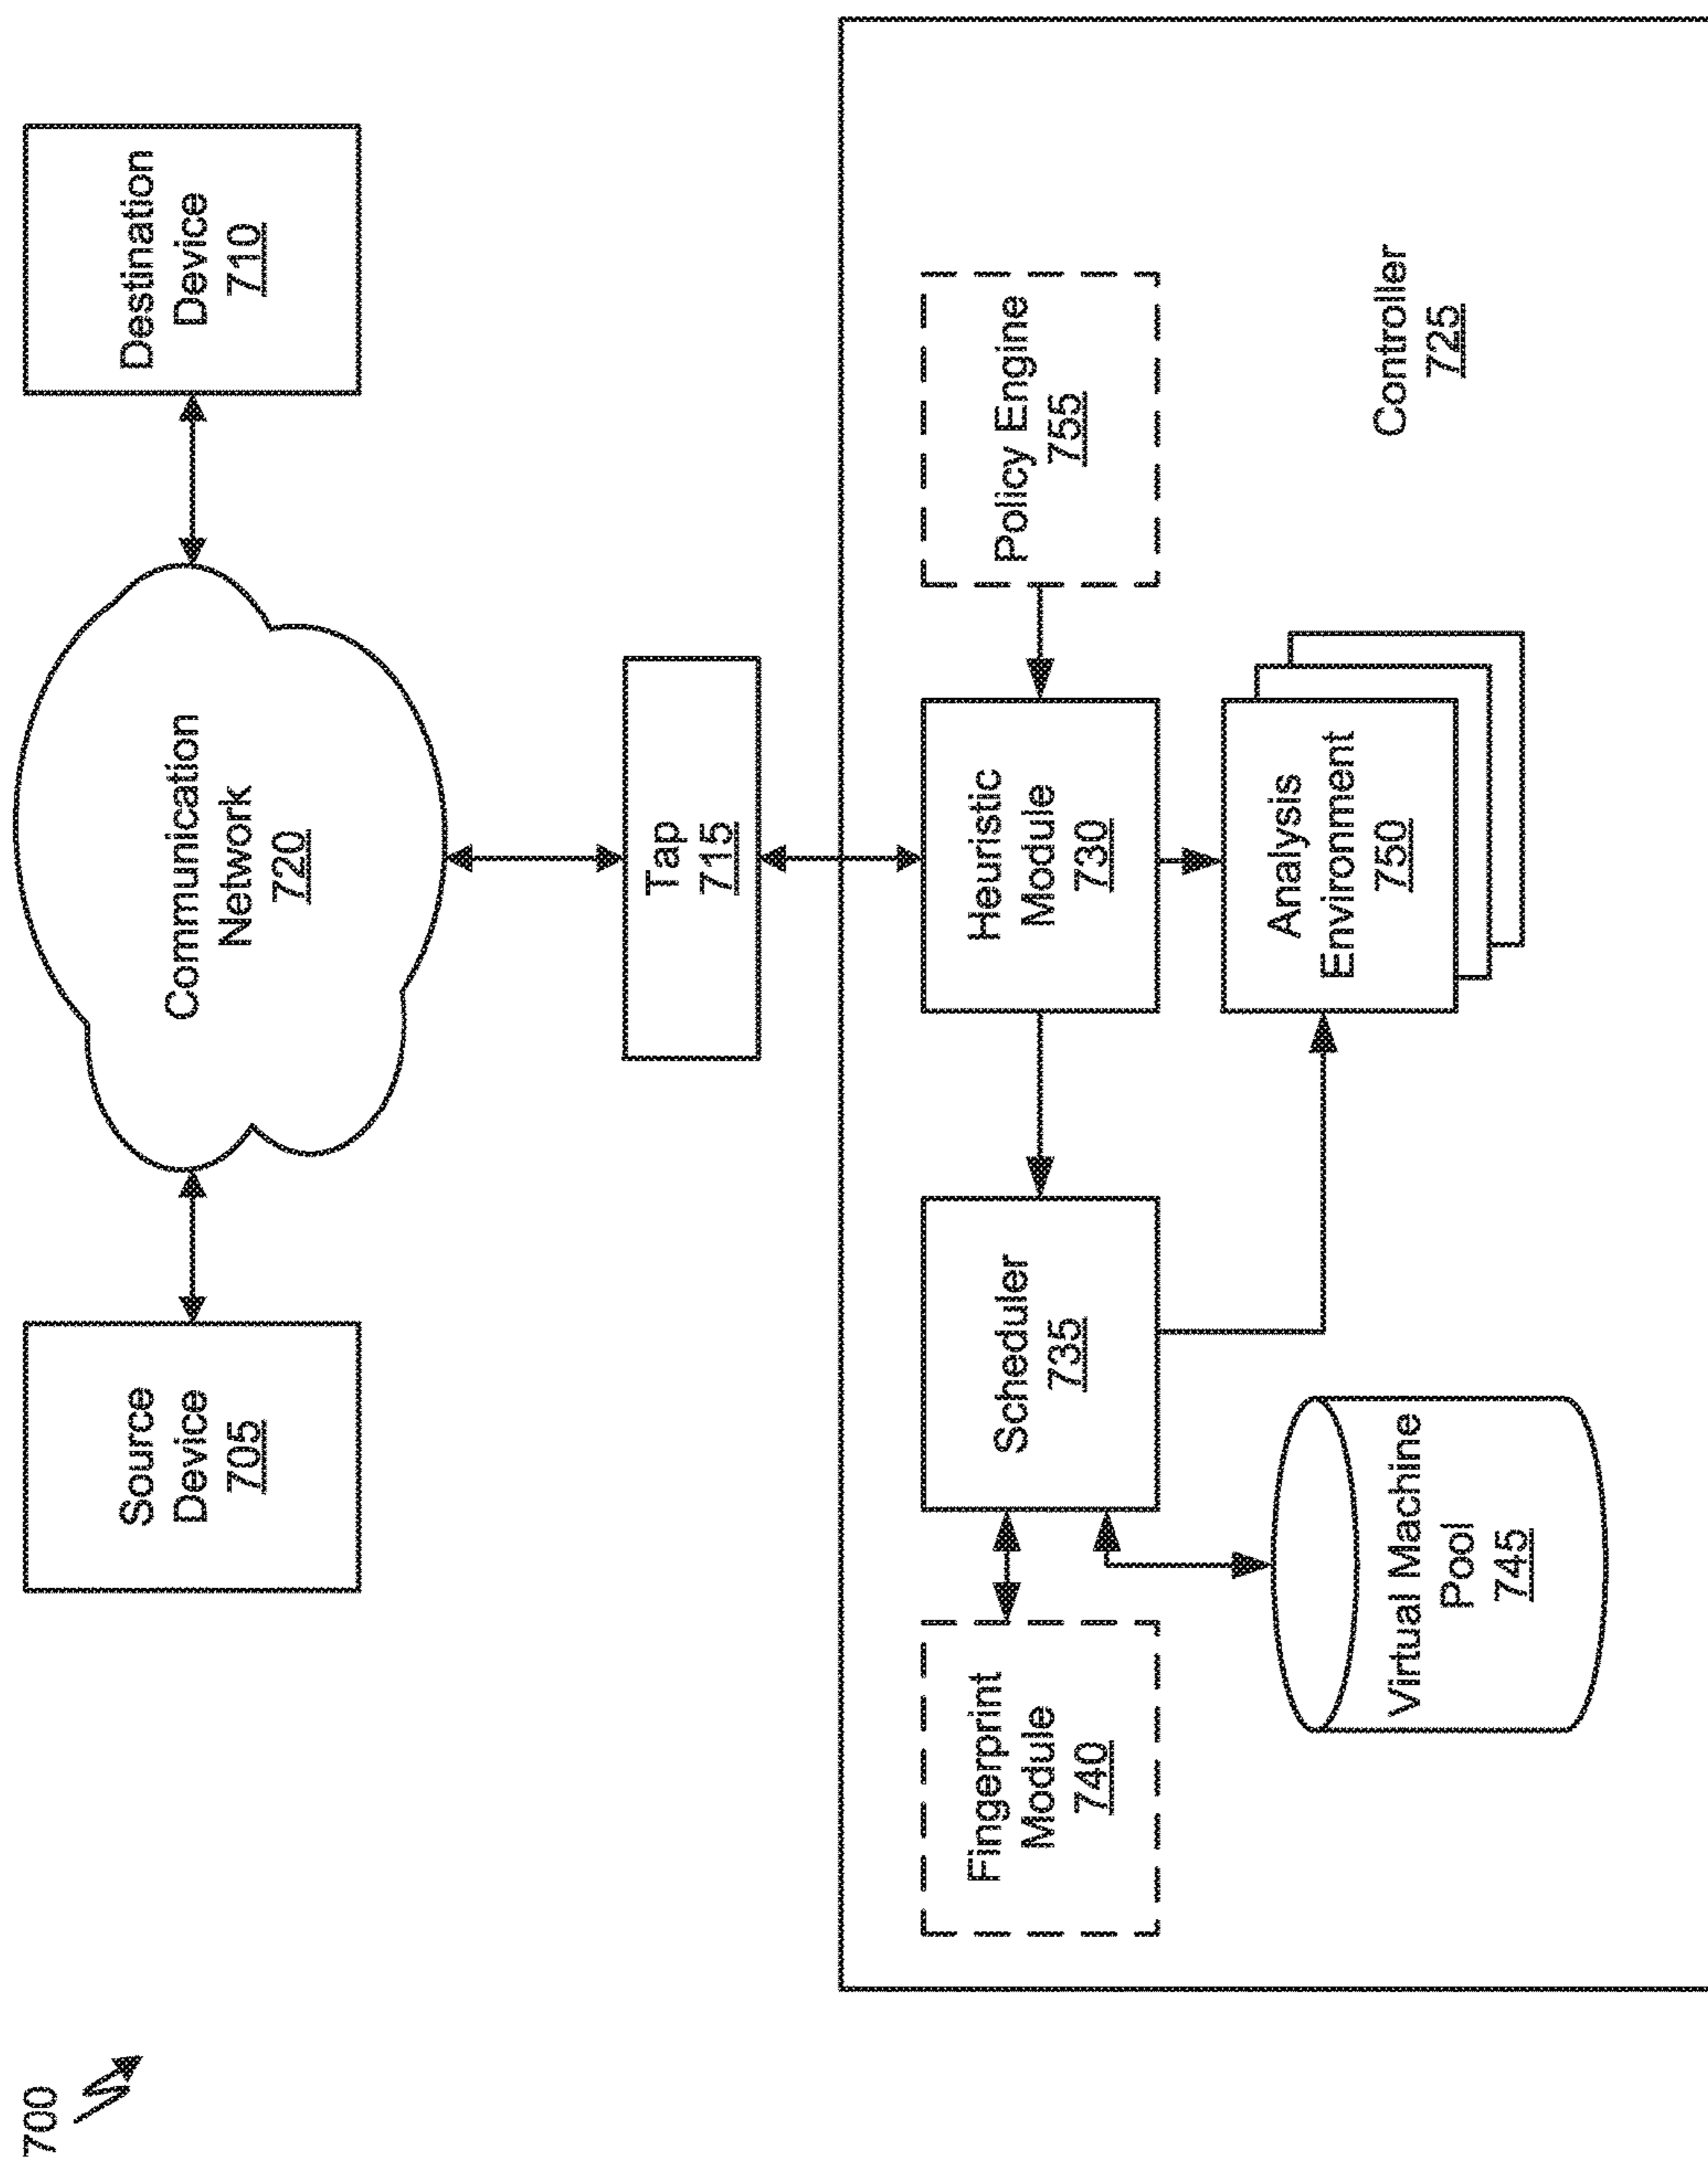 700
Source
Device
705
Communication
Network
720
Destination
Device
710
Tap
715
Fingerprint
Module
740
Scheduler
735
Heuristic
Module
730
Policy Engine
755
Virtual Machine
Pool
745
Analysis
Environment
750
Controller
725